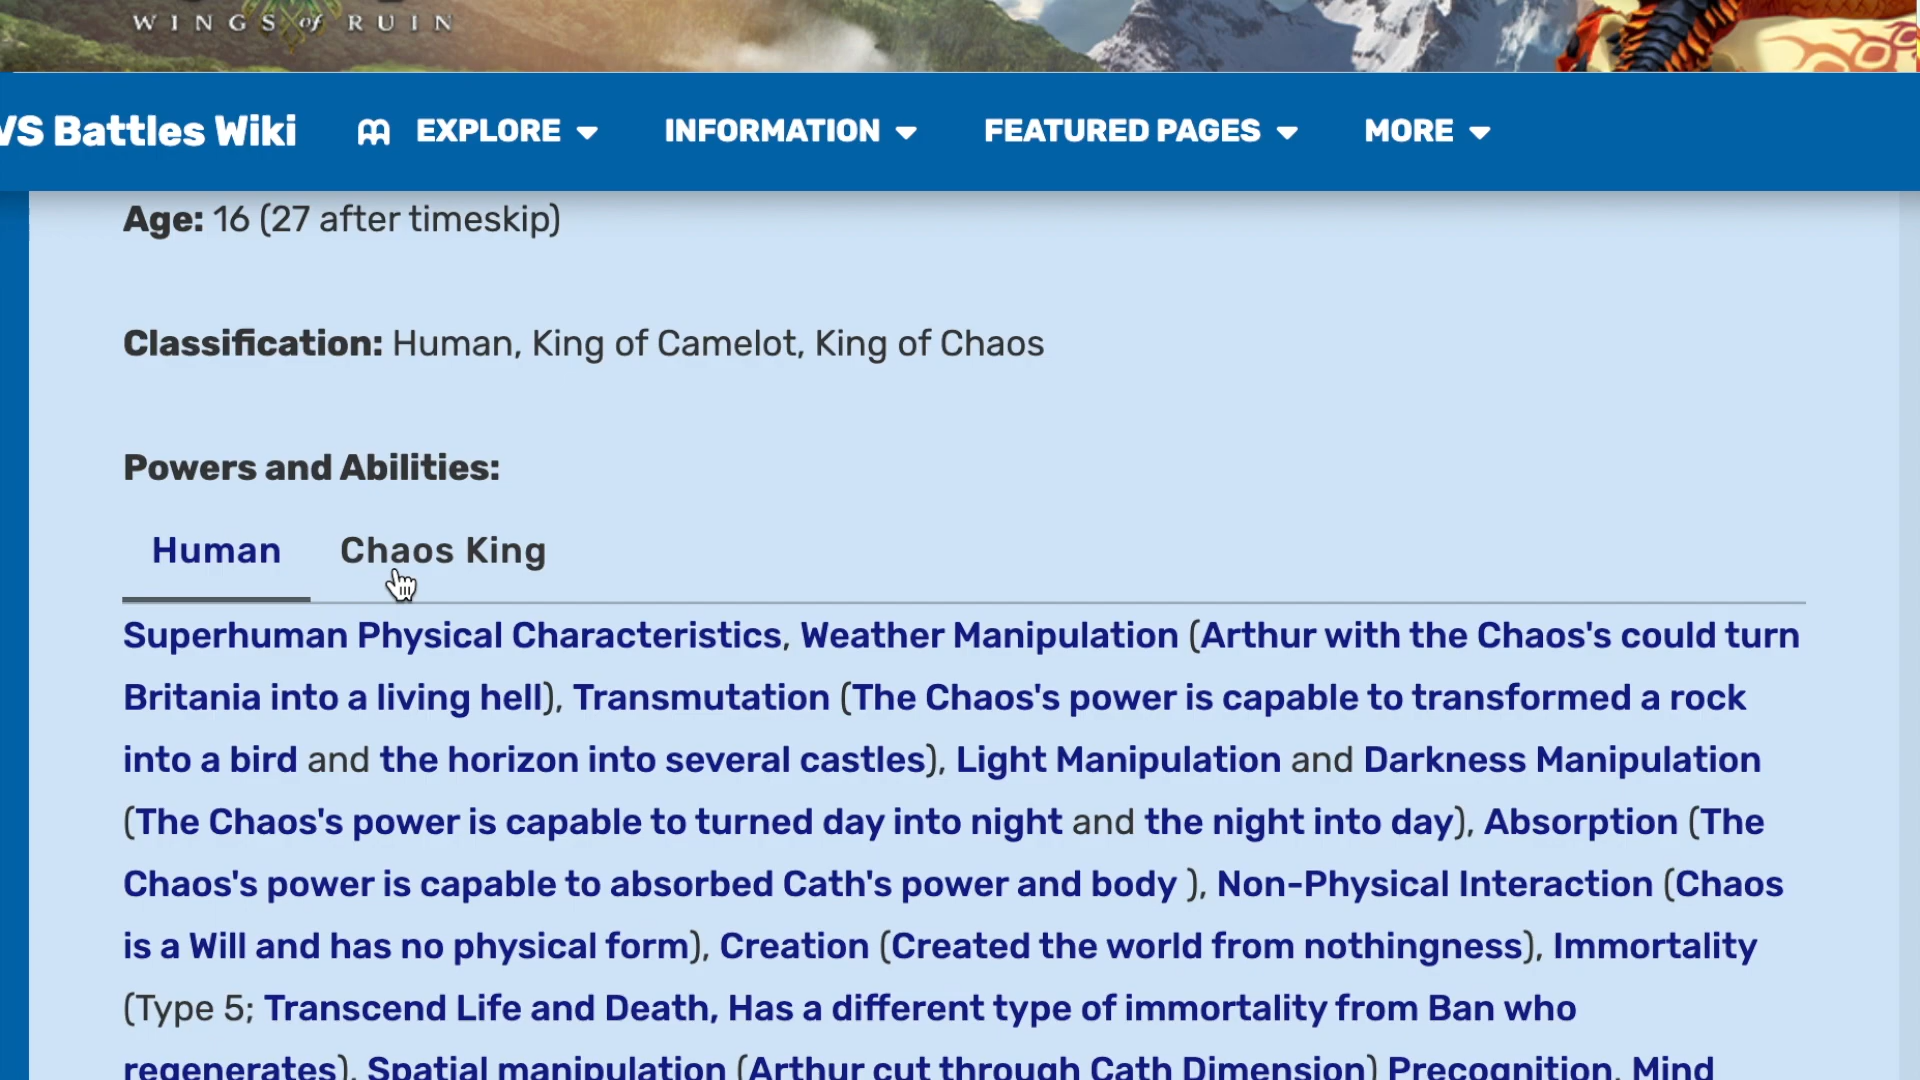 WINGS of RUIN
VS Battles Wiki EXPLORE INFORMATION FEATURED PAGES MORE
Age: 16 (27 after timeskip)
Classification: Human, King of Camelot, King of Chaos
Powers and Abilities:
Human Chaos King
Superhuman Physical Characteristics, Weather Manipulation (Arthur with the Chaos's could turn
Britania into a living hell), Transmutation (The Chaos's power is capable to transformed a rock
into a bird and the horizon into several castles), Light Manipulation and Darkness Manipulation
(The Chaos's power is capable to turned day into night and the night into day), Absorption (The
Chaos's power is capable to absorbed Cath's power and body ), Non-Physical Interaction (Chaos
is a Will and has no physical form), Creation (Created the world from nothingness), Immortality
(Type 5; Transcend Life and Death, Has a different type of immortality from Ban who
regenerates), Spatial manipulation (Arthur cut through Cath Dimension) Precognition, Mind